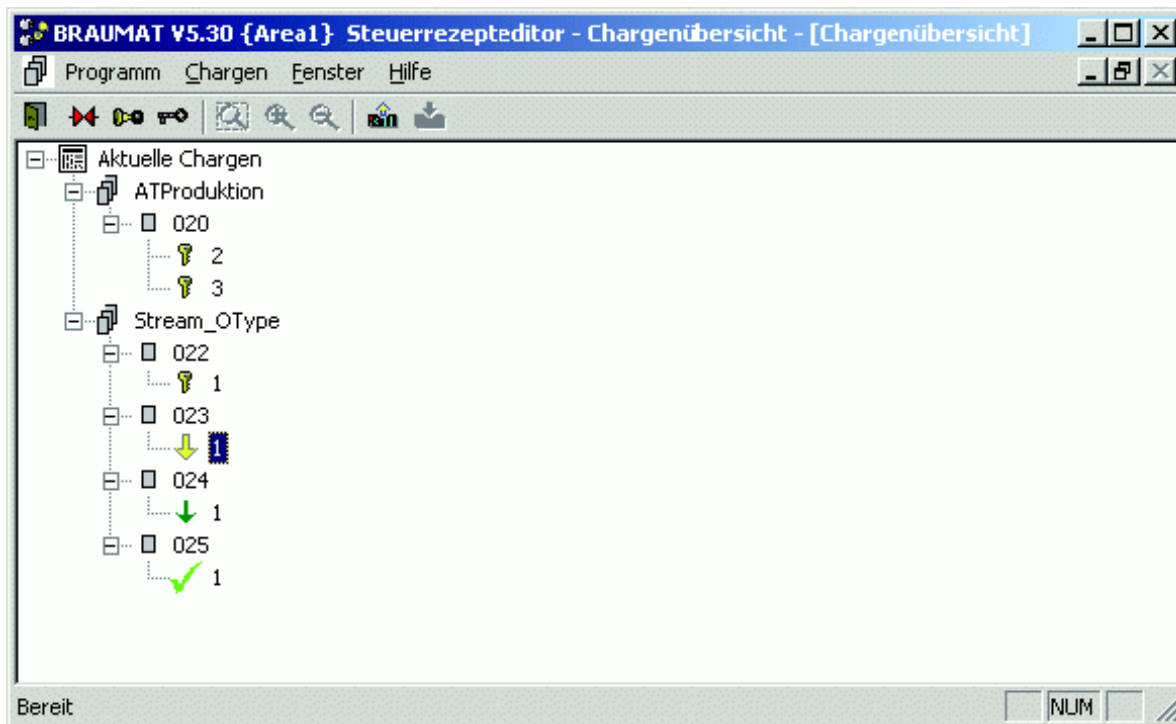 BRAUMAT V5.30 {Area1} Steuerrezepteditor - Chargenübersicht - [Chargenübersicht]
Programm Chargen Fenster Hilfe
Aktuelle Chargen
ATProduktion
020
2
3
Stream_OType
022
1
023
1
024
1
025
1
Bereit NUM